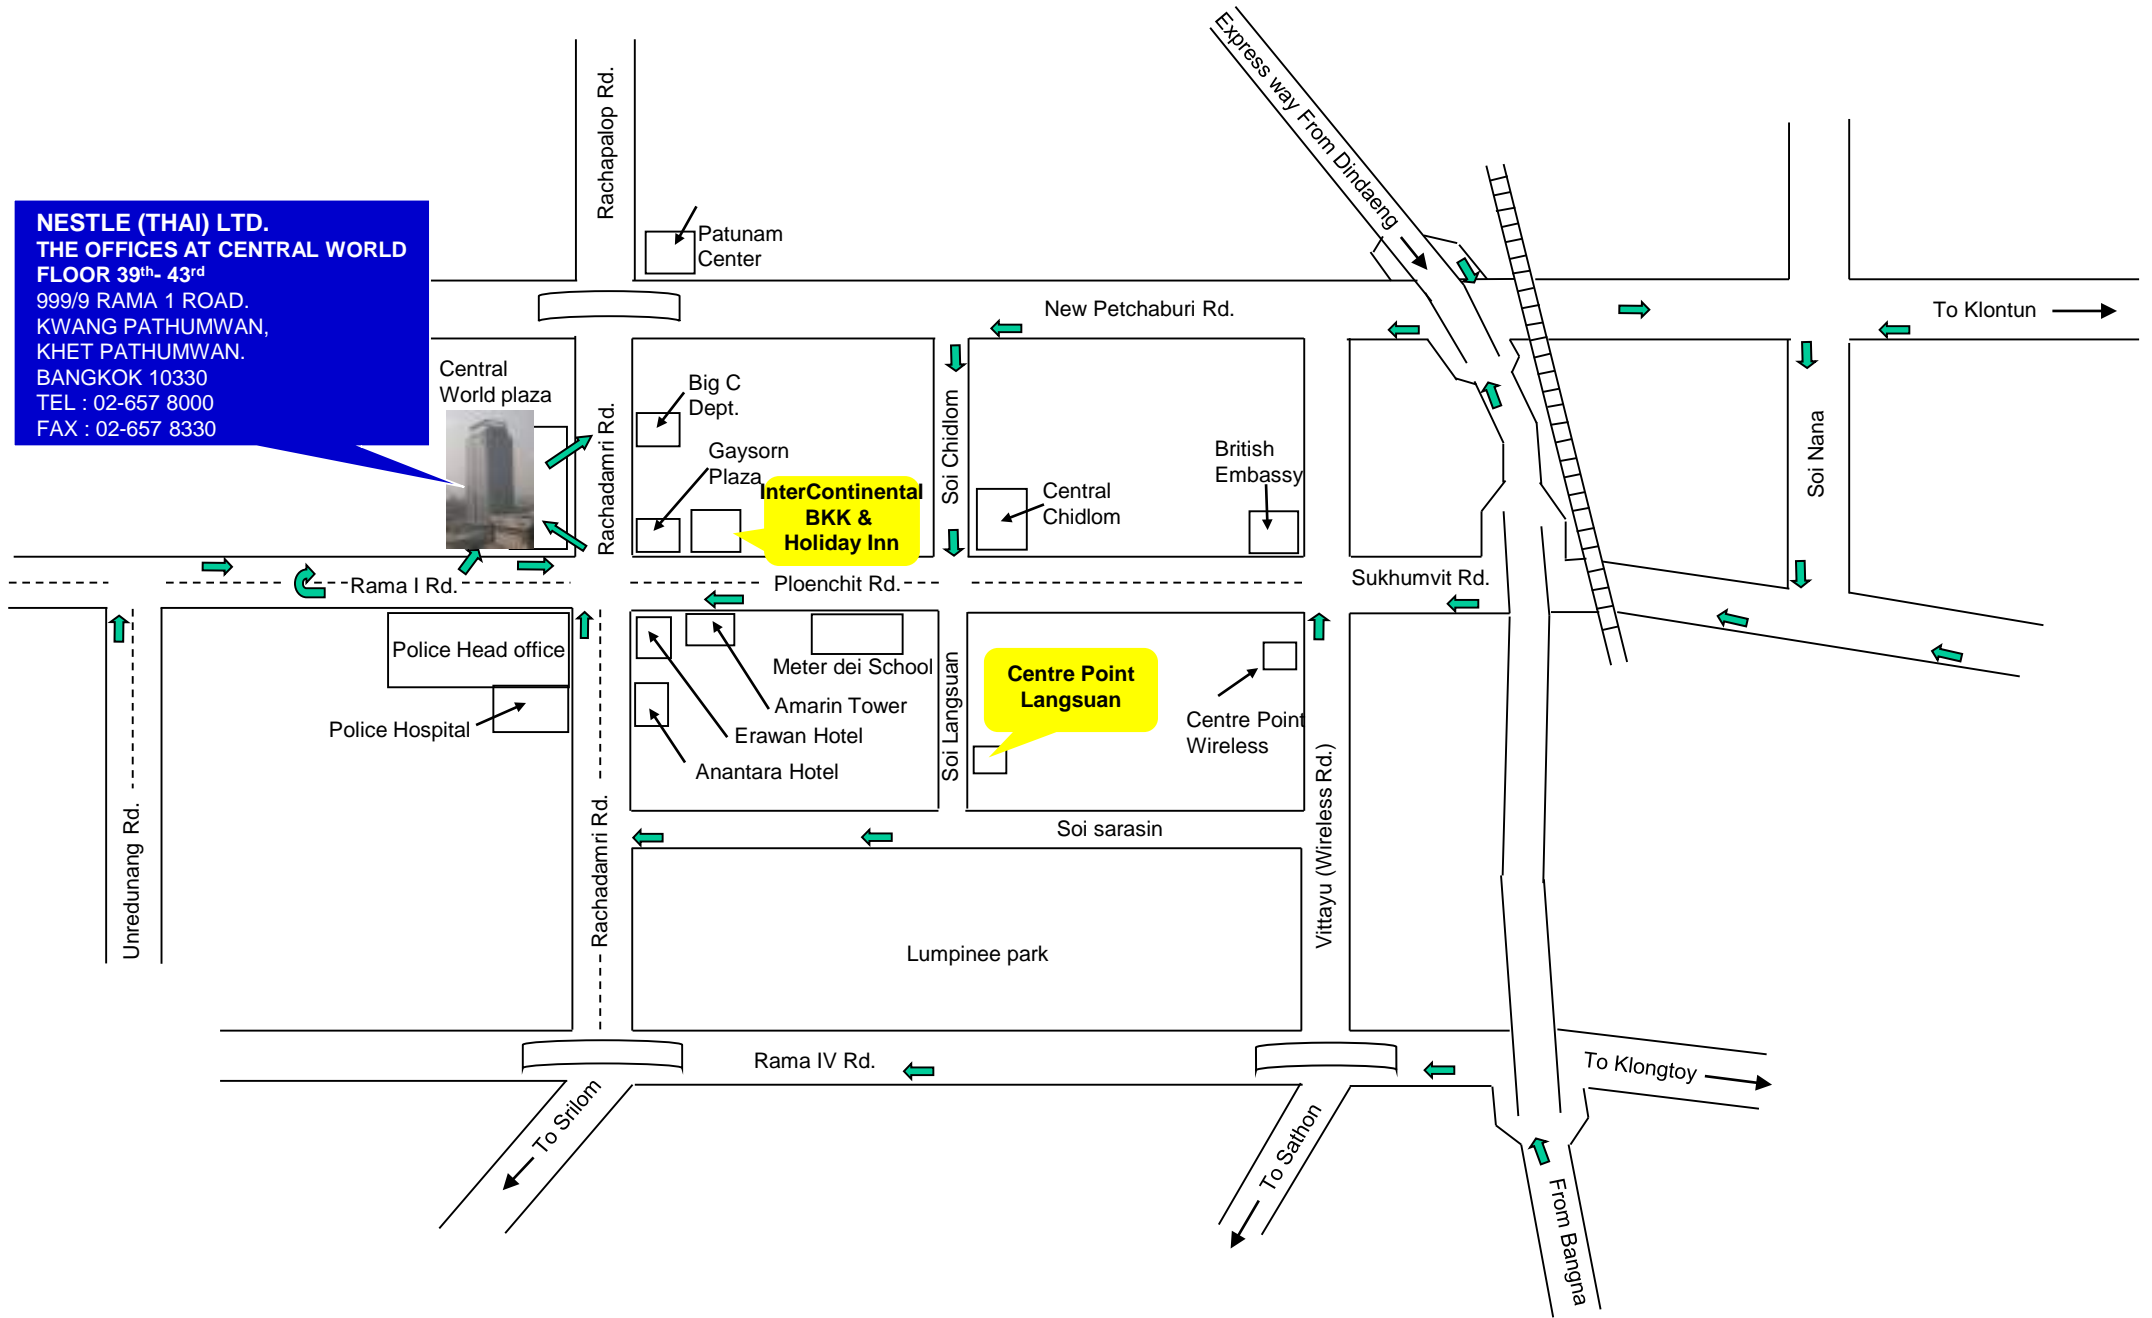 Express way From Dindaeng
Rachapalop Rd.
NESTLE (THAI) LTD.
THE OFFICES AT CENTRAL WORLD
FLOOR 39th- 43rd
999/9 RAMA 1 ROAD.
KWANG PATHUMWAN,
KHET PATHUMWAN.
BANGKOK 10330
TEL : 02-657 8000
FAX : 02-657 8330
Patunam
Center
New Petchaburi Rd.
To Klontun
Central
World plaza
Rachadamri Rd.
Big C
Dept.
Gaysorn
Plaza
InterContinental
BKK &
Holiday Inn
Soi Chidlom
Central
Chidlom
British
Embassy
Soi Nana
Rama I Rd.
Ploenchit Rd.
Sukhumvit Rd.
Police Head office
Police Hospital
Meter dei School
Amarin Tower
Erawan Hotel
Anantara Hotel
Soi Langsuan
Centre Point
Langsuan
Centre Point
Wireless
Unredunang Rd.
Rachadamri Rd.
Soi sarasin
Vittayu (Wireless Rd.)
Lumpinee park
Rama IV Rd.
To Klongtoy
To Srilom
To Sathon
From Bangna